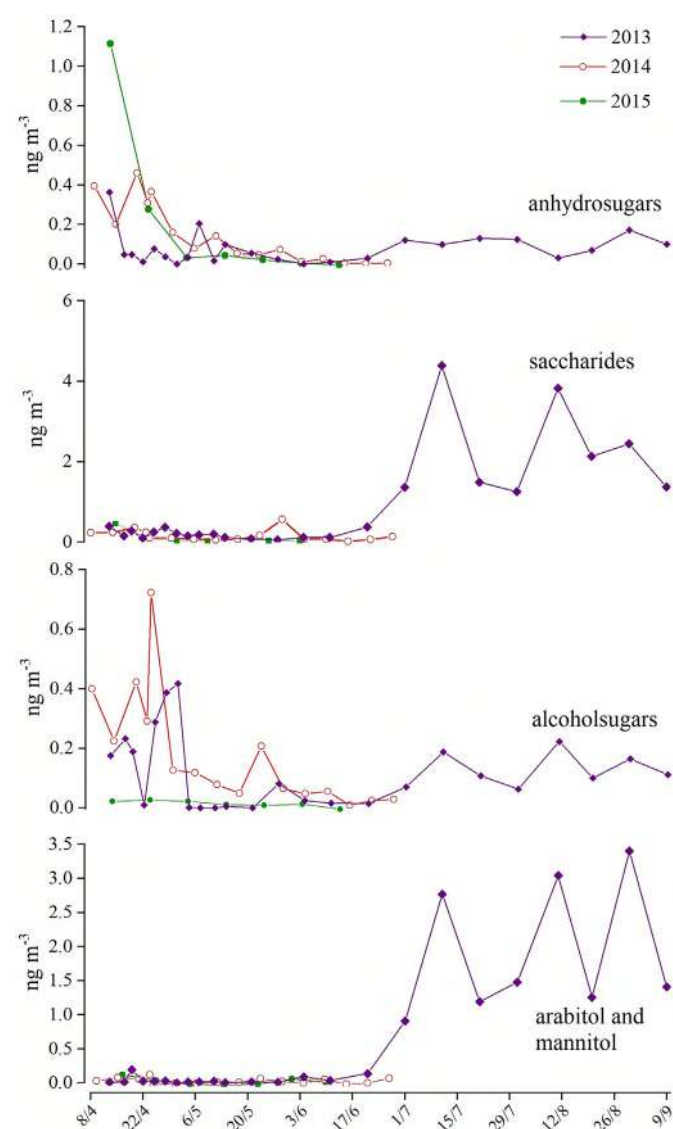 1.2
1.0
0.8
0.6
0.4
0.2
0.0
ng m-3
2013
2014
2015
anhydrosugars
6
4
2
0
ng m-3
saccharides
0.8
0.6
0.4
0.2
0.0
ng m-3
alcoholsugars
3.5
3.0
2.5
2.0
1.5
1.0
0.5
0.0
ng m-3
arabitol and
mannitol
8/4 22/4 6/5 20/5 3/6 17/6 1/7 15/7 29/7 12/8 26/8 9/9